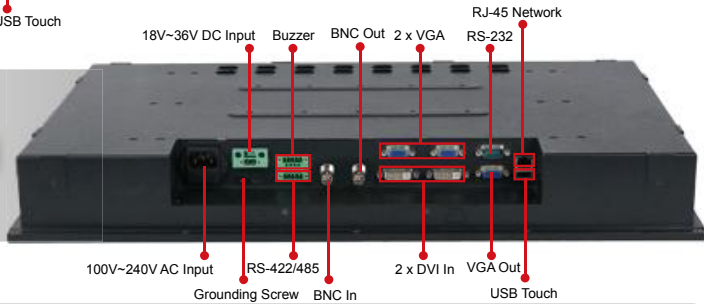 USB Touch
RJ-45 Network
18V~36V DC Input Buzzer BNC Out 2 x VGA RS-232
100V~240V AC Input RS-422/485 2 x DVI In VGA Out
Grounding Screw BNC In USB Touch